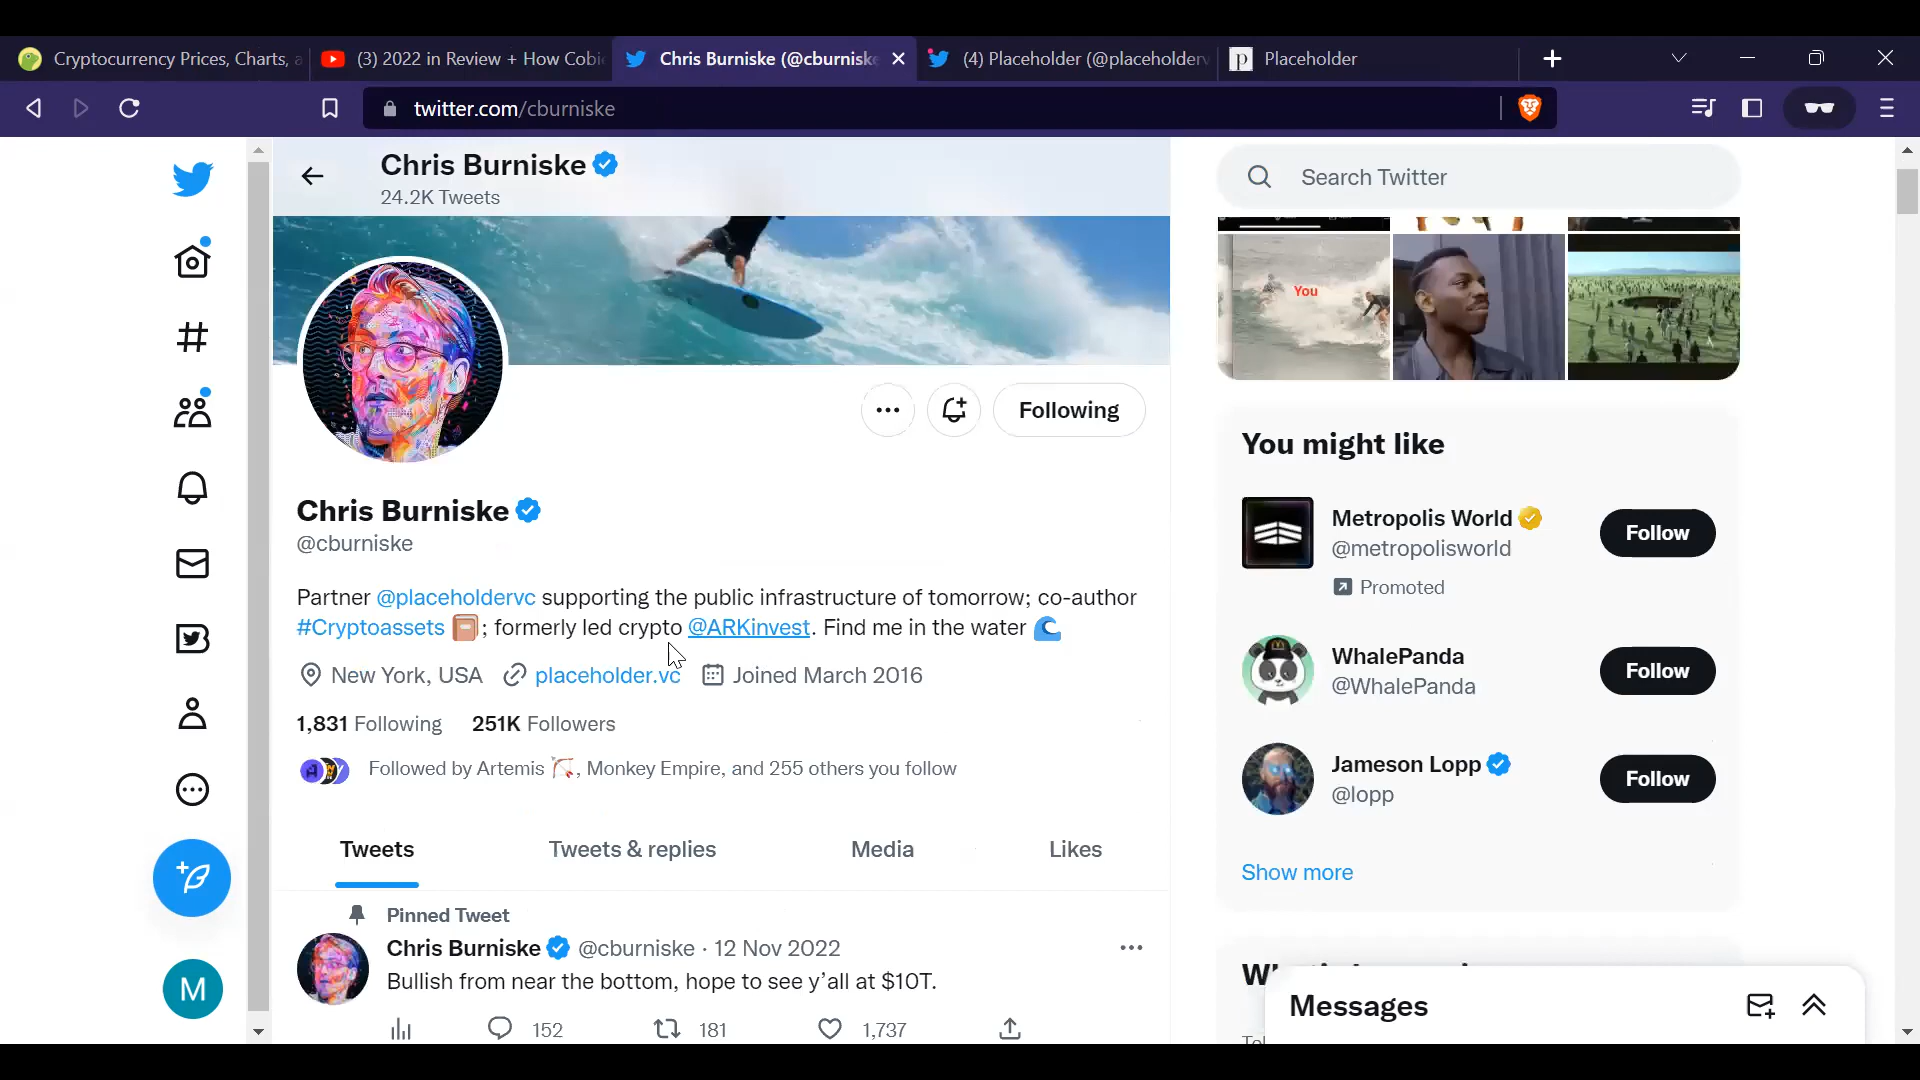 Cryptocurrency Prices, Charts, a
(3) 2022 in Review + How Cobi
Chris Burniske (@cburniske
(4) Placeholder (@placeholderv
p Placeholder
twitter.com/cburniske
Chris Burniske
24.2K Tweets
Search Twitter
You
Following
You might like
Metropolis World
@metropolisworld
Promoted
Follow
Chris Burniske
@cburniske
Partner @placeholdervc supporting the public infrastructure of tomorrow; co-author
#Cryptoassets ; formerly led crypto @ARKinvest. Find me in the water
New York, USA placeholder.vc Joined March 2016
1,831 Following 251K Followers
Followed by Artemis , Monkey Empire, and 255 others you follow
WhalePanda
@WhalePanda
Follow
Jameson Lopp
@lopp
Follow
Show more
Tweets Tweets & replies Media Likes
Pinned Tweet
Chris Burniske @cburniske · 12 Nov 2022
Bullish from near the bottom, hope to see y'all at $10T.
152 181 1,737
M
Messages